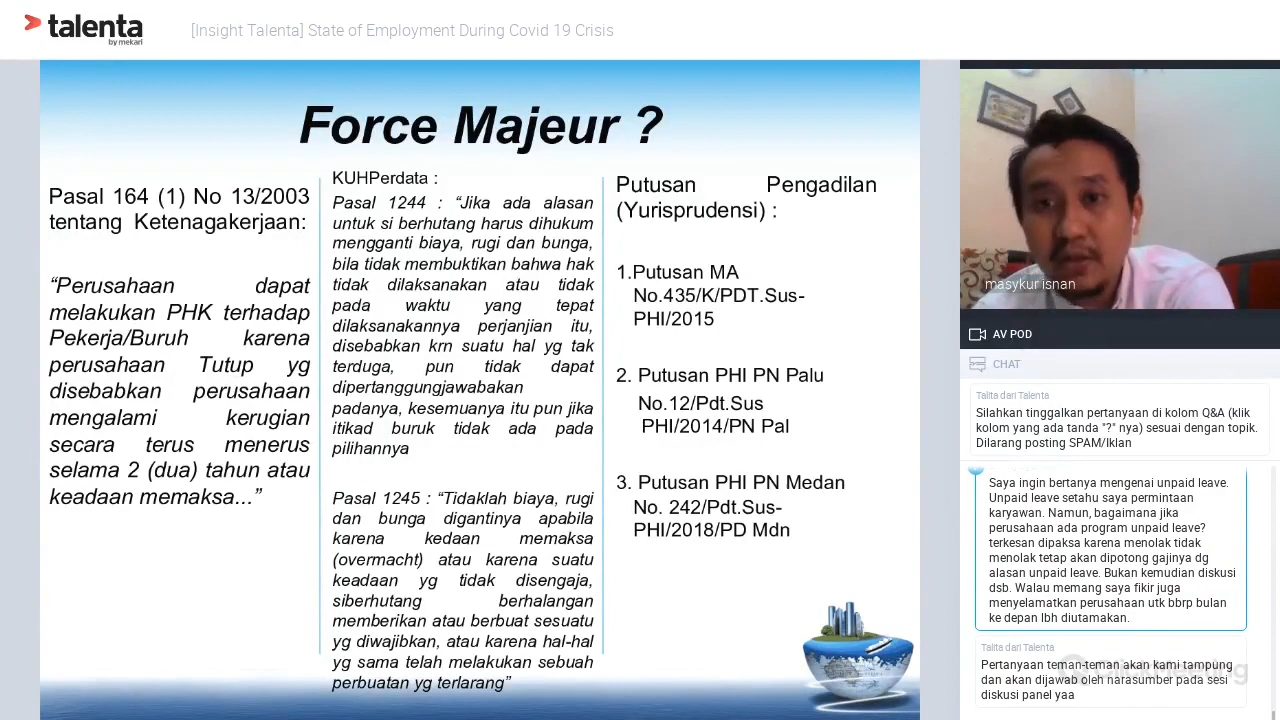 talenta
by mekari
[Insight Talenta] State of Employment During Covid 19 Crisis
Force Majeur ?
Pasal 164 (1) No 13/2003
tentang Ketenagakerjaan:
“Perusahaan dapat
melakukan PHK terhadap
Pekerja/Buruh karena
perusahaan Tutup yg
disebabkan perusahaan
mengalami kerugian
secara terus menerus
selama 2 (dua) tahun atau
keadaan memaksa...”
KUHPerdata :
Pasal 1244 : “Jika ada alasan
untuk si berhutang harus dihukum
mengganti biaya, rugi dan bunga,
bila tidak membuktikan bahwa hak
tidak dilaksanakan atau tidak
pada waktu yang tepat
dilaksanakannya perjanjian itu,
disebabkan krn suatu hal yg tak
terduga, pun tidak dapat
dipertanggungjawabakan
padanya, kesemuanya itu pun jika
itikad buruk tidak ada pada
pilihannya
Pasal 1245 : “Tidaklah biaya, rugi
dan bunga digantinya apabila
karena kedaan memaksa
(overmacht) atau karena suatu
keadaan yg tidak disengaja,
siberhutang berhalangan
memberikan atau berbuat sesuatu
yg diwajibkan, atau karena hal-hal
yg sama telah melakukan sebuah
perbuatan yg terlarang”
Putusan Pengadilan
(Yurisprudensi) :
1.Putusan MA
No.435/K/PDT.Sus-
PHI/2015
2. Putusan PHI PN Palu
No.12/Pdt.Sus
PHI/2014/PN Pal
3. Putusan PHI PN Medan
No. 242/Pdt.Sus-
PHI/2018/PD Mdn
masykur isnan
AV POD
CHAT
Talita dari Talenta
Silahkan tinggalkan pertanyaan di kolom Q&A (klik
kolom yang ada tanda "?" nya) sesuai dengan topik.
Dilarang posting SPAM/Iklan
Saya ingin bertanya mengenai unpaid leave.
Unpaid leave setahu saya permintaan
karyawan. Namun, bagaimana jika
perusahaan ada program unpaid leave?
terkesan dipaksa karena menolak tidak
menolak tetap akan dipotong gajinya dg
alasan unpaid leave. Bukan kemudian diskusi
dsb. Walau memang saya fikir juga
menyelamatkan perusahaan utk bbrp bulan
ke depan lbh diutamakan.
Talita dari Talenta
Pertanyaan teman-teman akan kami tampung
dan akan dijawab oleh narasumber pada sesi
diskusi panel yaa